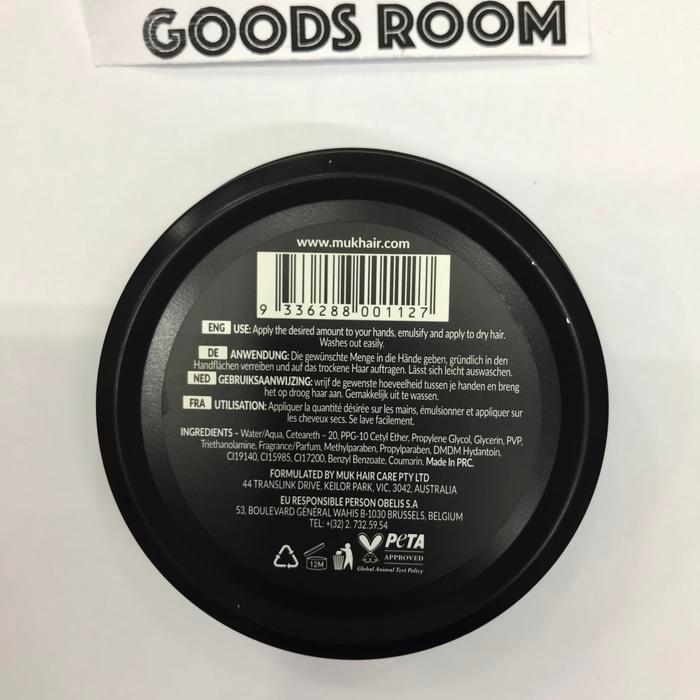 GOODS ROOM
www.mukhair.com
9 336288 001127
ENG USE: Apply the desired amount to your hands, emulsify and apply to dry hair.
Washes out easily.
DE ANWENDUNG: Die gewünschte Menge in die Hände geben, gründlich in den
Handflächen verreiben und auf das trockene Haar auftragen. Lässt sich leicht auswaschen.
NED GEBRUIKSAANWIJZING: wrijf de gewenste hoeveelheid tussen je handen en breng
het op droog haar aan. Gemakkelijk uit te wassen.
FRA UTILISATION: Appliquer la quantité désirée sur les mains, émulsionner et appliquer sur
les cheveux secs. Se lave facilement.
INGREDIENTS – Water/Aqua, Ceteareth – 20, PPG-10 Cetyl Ether, Propylene Glycol, Glycerin, PVP,
Triethanolamine, Fragrance/Parfum, Methylparaben, Propylparaben, DMDM Hydantoin,
CI19140, CI15985, CI17200, Benzyl Benzoate, Coumarin. Made In PRC.
FORMULATED BY MUK HAIR CARE PTY LTD
44 TRANSLINK DRIVE, KEILOR PARK, VIC, 3042, AUSTRALIA
EU RESPONSIBLE PERSON OBELIS S.A
53, BOULEVARD GÉNÉRAL WAHIS B-1030 BRUSSELS, BELGIUM
TEL: +(32) 2. 732.59.54
12M
PETA
APPROVED
Global Animal Test Policy